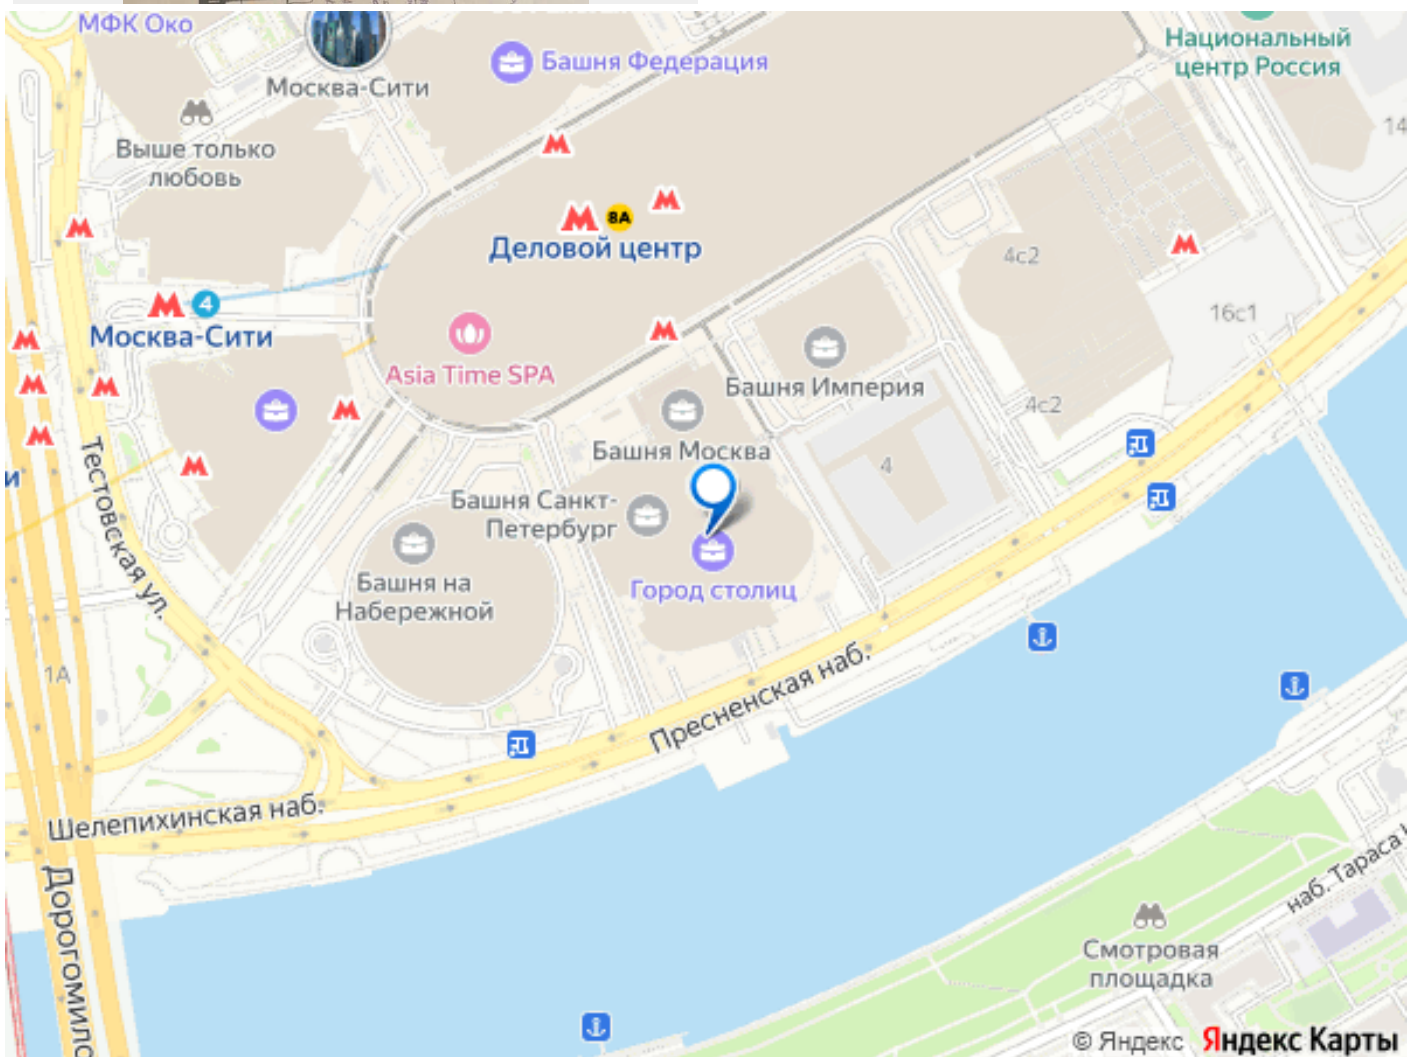 МФК Око
Москва-Сити
Башня Федерация
Национальный
центр Россия
Выше только
любовь
14
М
М
М
М 8А
Деловой центр
4с2
М
М 4
Москва-Сити
16с1
М
М
Asia Time SPA
Башня Империя
М
М
М
4с2
М
М
и
Башня Москва
4
Тестовская ул.
Башня Санкт-
Петербург
Башня на
Набережной
Город столиц
1А
Пресненская наб.
Шелепихинская наб.
Дорогомило
наб. Тараса
Смотровая
площадка
© Яндекс Яндекс Карты